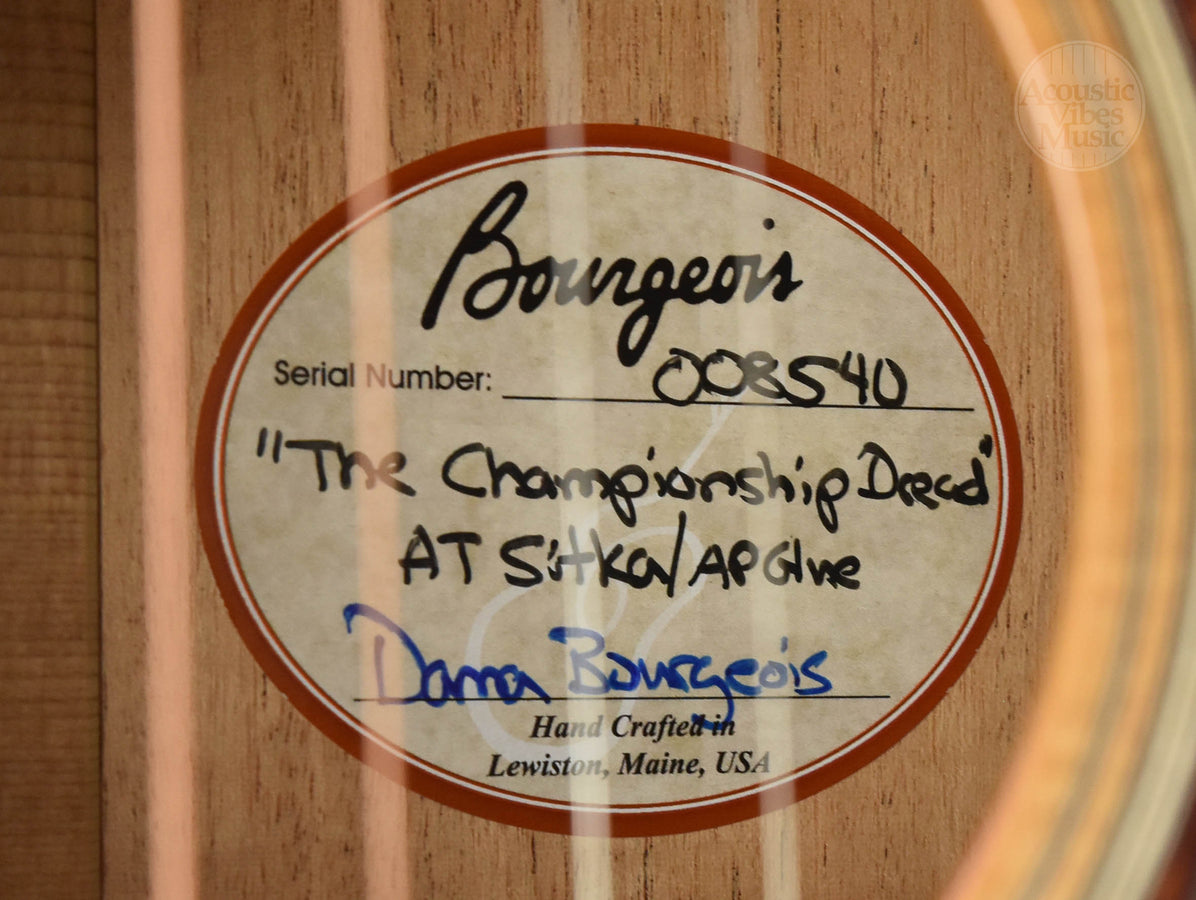 Acoustic
Vibes
Music
Bourgeois
Serial Number: 008540
"The Championship Dread"
AT Sitka/AP Glue
Dana Bourgeois
Hand Crafted in
Lewiston, Maine, USA